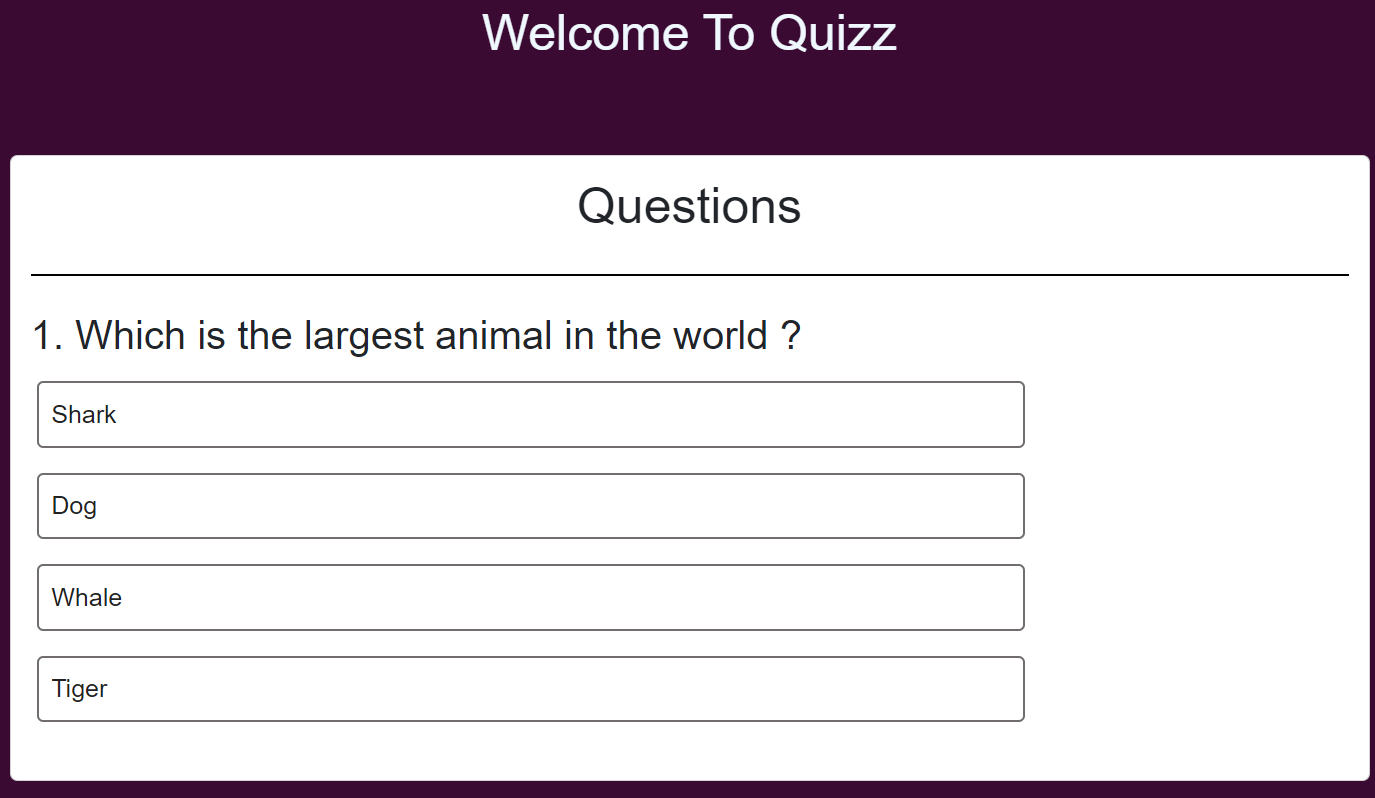 Welcome To Quizz
Questions
1. Which is the largest animal in the world ?
Shark
Dog
Whale
Tiger